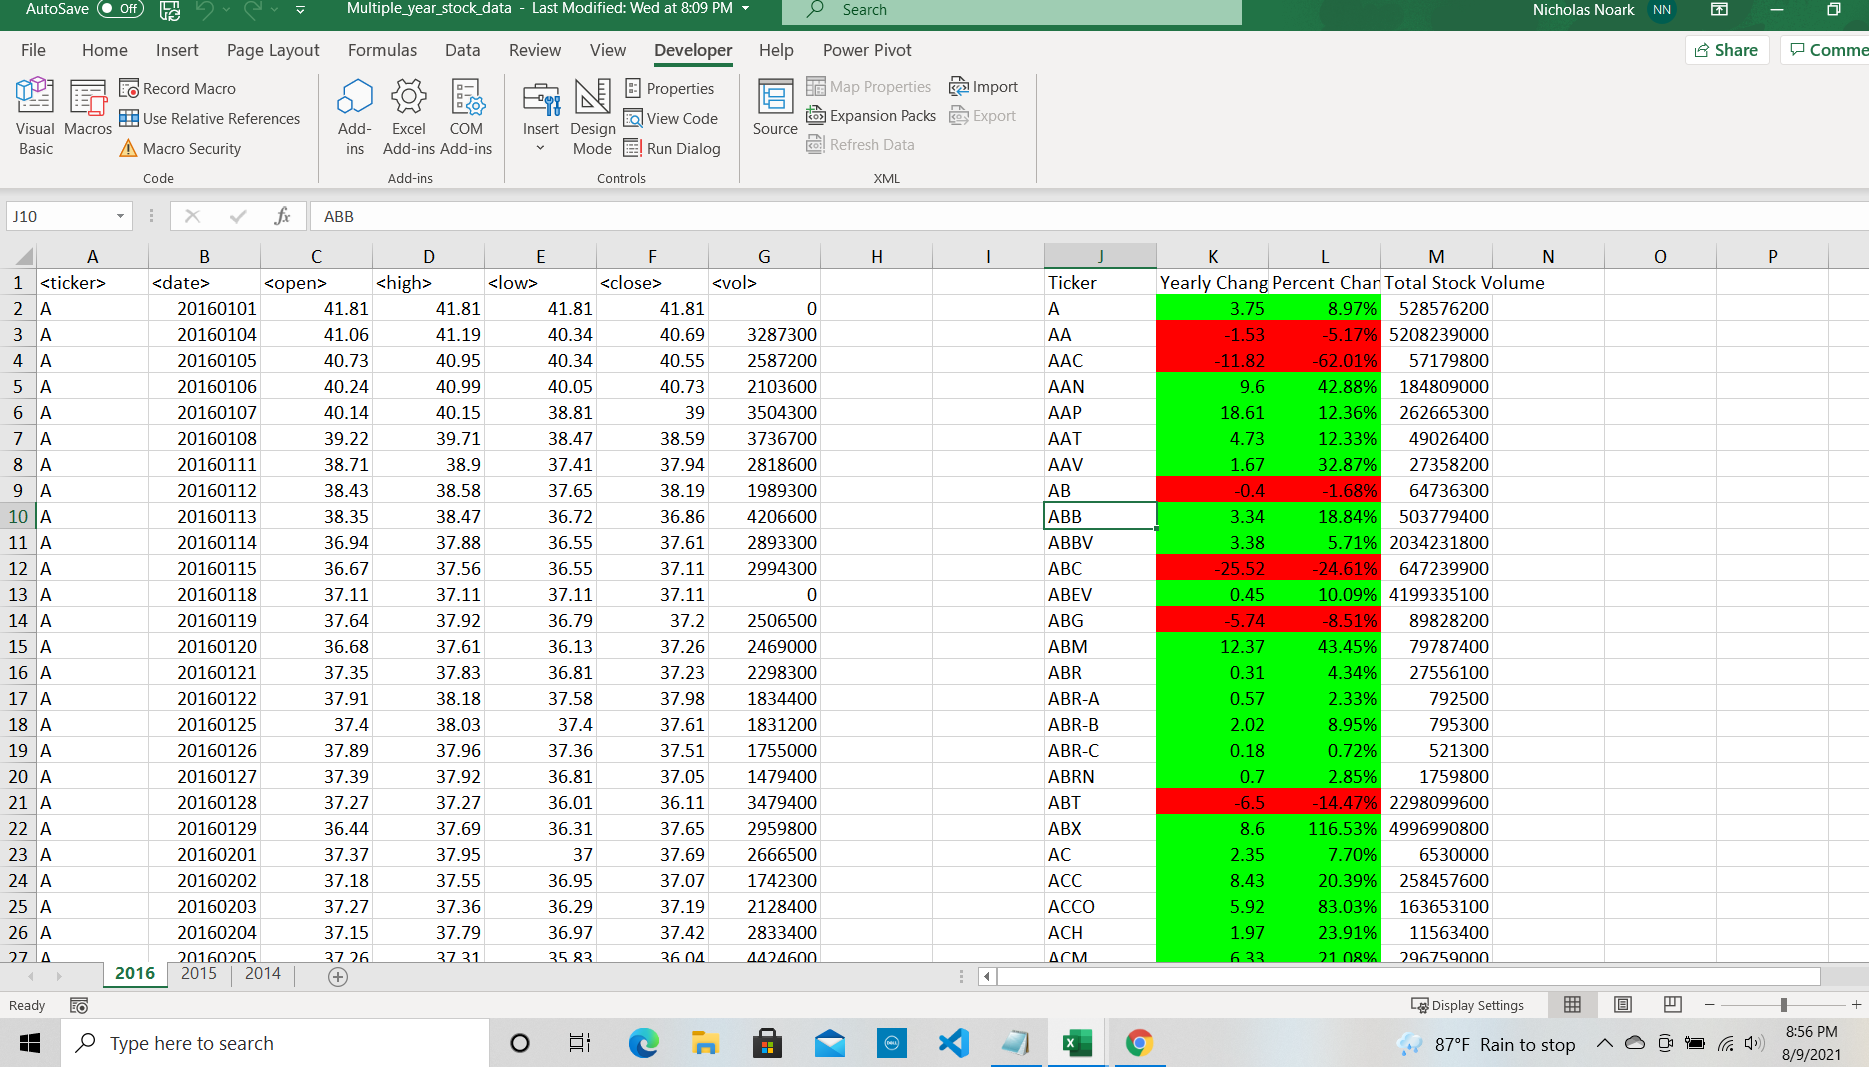 AutoSave Off Multiple_year_stock_data - Last Modified: Wed at 8:09 PM Search Nicholas Noark NN
File Home Insert Page Layout Formulas Data Review View Developer Help Power Pivot Share Comme
Visual Basic Macros Record Macro Use Relative References Macro Security
Code
Add-ins Excel Add-ins COM Add-ins
Add-ins
Insert Design Mode Properties View Code Run Dialog
Controls
Source Map Properties Expansion Packs Refresh Data Import Export
XML
J10 fx ABB
A B C D E F G H I J K L M N O P
1 <ticker> <date> <open> <high> <low> <close> <vol> Ticker Yearly Chang Percent Char Total Stock Volume
2 A 20160101 41.81 41.81 41.81 41.81 0 A 3.75 8.97% 528576200
3 A 20160104 41.06 41.19 40.34 40.69 3287300 AA -1.53 -5.17% 5208239000
4 A 20160105 40.73 40.95 40.34 40.55 2587200 AAC -11.82 -62.01% 57179800
5 A 20160106 40.24 40.99 40.05 40.73 2103600 AAN 9.6 42.88% 184809000
6 A 20160107 40.14 40.15 38.81 39 3504300 AAP 18.61 12.36% 262665300
7 A 20160108 39.22 39.71 38.47 38.59 3736700 AAT 4.73 12.33% 49026400
8 A 20160111 38.71 38.9 37.41 37.94 2818600 AAV 1.67 32.87% 27358200
9 A 20160112 38.43 38.58 37.65 38.19 1989300 AB -0.4 -1.68% 64736300
10 A 20160113 38.35 38.47 36.72 36.86 4206600 ABB 3.34 18.84% 503779400
11 A 20160114 36.94 37.88 36.55 37.61 2893300 ABBV 3.38 5.71% 2034231800
12 A 20160115 36.67 37.56 36.55 37.11 2994300 ABC -25.52 -24.61% 647239900
13 A 20160118 37.11 37.11 37.11 37.11 0 ABEV 0.45 10.09% 4199335100
14 A 20160119 37.64 37.92 36.79 37.2 2506500 ABG -5.74 -8.51% 89828200
15 A 20160120 36.68 37.61 36.13 37.26 2469000 ABM 12.37 43.45% 79787400
16 A 20160121 37.35 37.83 36.81 37.23 2298300 ABR 0.31 4.34% 27556100
17 A 20160122 37.91 38.18 37.58 37.98 1834400 ABR-A 0.57 2.33% 792500
18 A 20160125 37.4 38.03 37.4 37.61 1831200 ABR-B 2.02 8.95% 795300
19 A 20160126 37.89 37.96 37.36 37.51 1755000 ABR-C 0.18 0.72% 521300
20 A 20160127 37.39 37.92 36.81 37.05 1479400 ABRN 0.7 2.85% 1759800
21 A 20160128 37.27 37.27 36.01 36.11 3479400 ABT -6.5 -14.47% 2298099600
22 A 20160129 36.44 37.69 36.31 37.65 2959800 ABX 8.6 116.53% 4996990800
23 A 20160201 37.37 37.95 37 37.69 2666500 AC 2.35 7.70% 6530000
24 A 20160202 37.18 37.55 36.95 37.07 1742300 ACC 8.43 20.39% 258457600
25 A 20160203 37.27 37.36 36.29 37.19 2128400 ACCO 5.92 83.03% 163653100
26 A 20160204 37.15 37.79 36.97 37.42 2833400 ACH 1.97 23.91% 11563400
27 A 20160205 37.26 37.31 35.83 36.04 4424600 ACM 6.33 21.08% 296759000
2016 2015 2014
Ready Display Settings
Type here to search 87°F Rain to stop 8:56 PM
8/9/2021